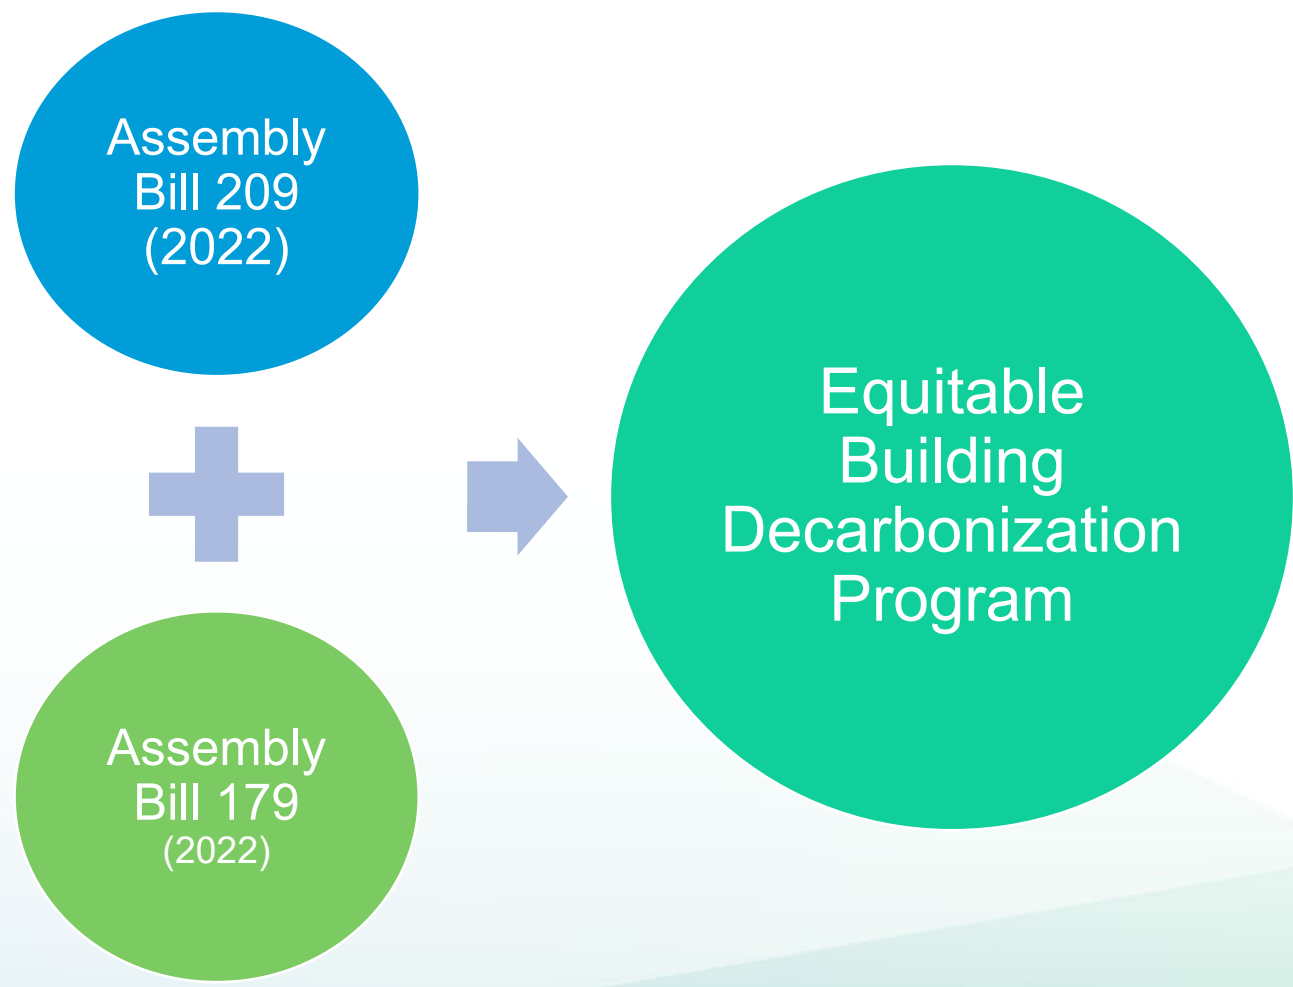 Assembly
Bill 209
(2022)
Assembly
Bill 179
(2022)
Equitable
Building
Decarbonization
Program